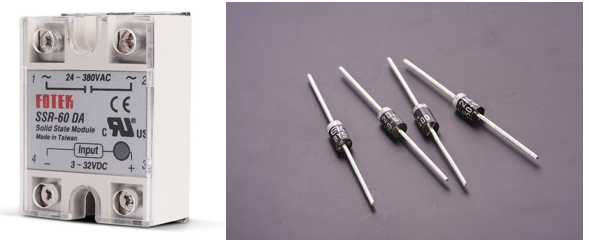 1 ~ 24 ~ 380VAC ~ 2
FOTEK
CE
SSR-60 DA
Solid State Module
Made in Taiwan
c RU US
Input
4 - 3 ~ 32VDC + 3